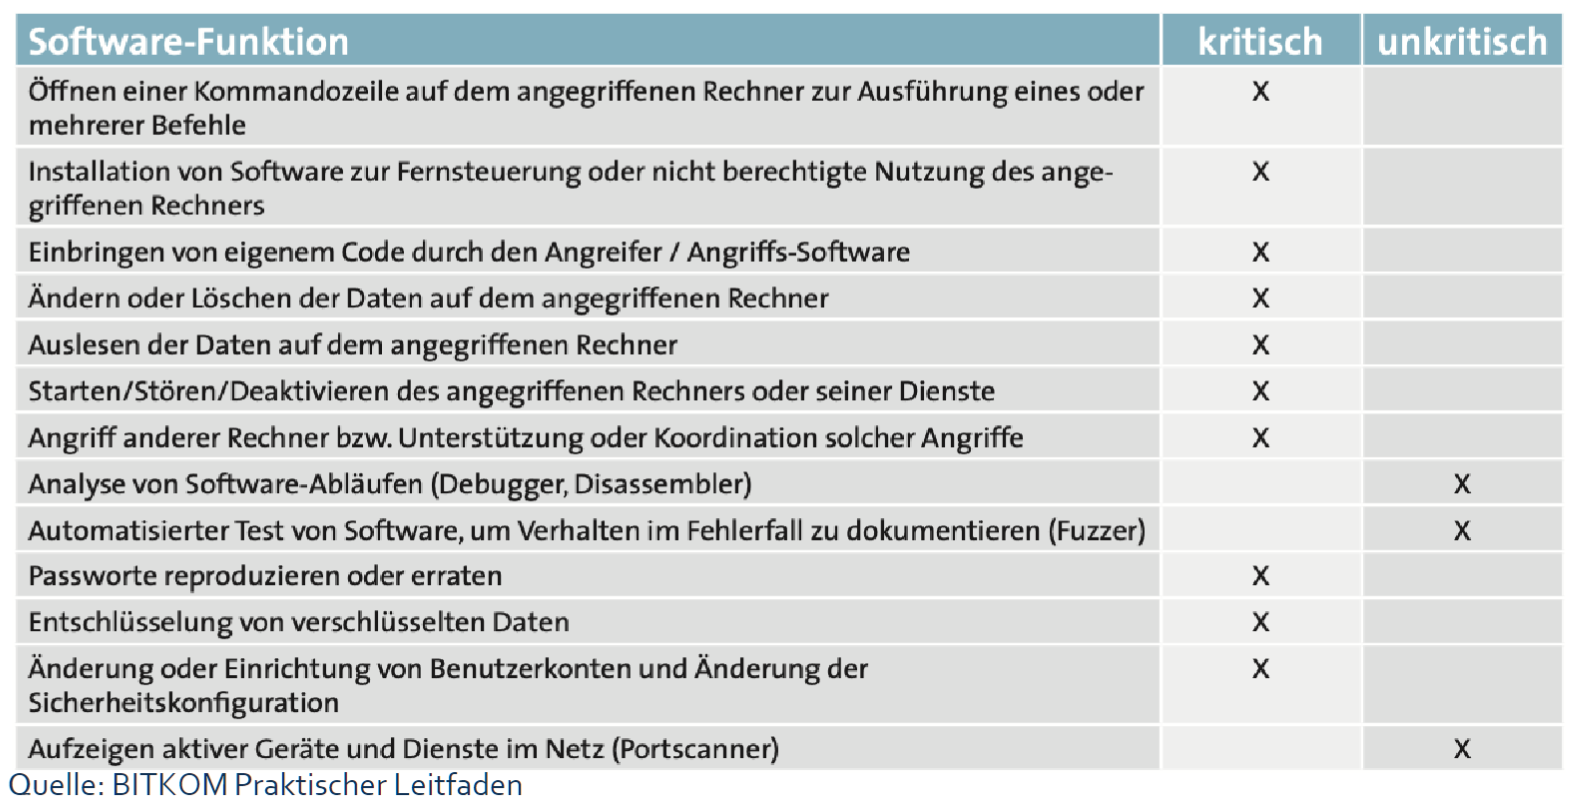 Software-Funktion kritisch unkritisch
Öffnen einer Kommandozeile auf dem angegriffenen Rechner zur Ausführung eines oder X
mehrerer Befehle
Installation von Software zur Fernsteuerung oder nicht berechtigte Nutzung des ange- X
griffenen Rechners
Einbringen von eigenem Code durch den Angreifer / Angriffs-Software X
Ändern oder Löschen der Daten auf dem angegriffenen Rechner X
Auslesen der Daten auf dem angegriffenen Rechner X
Starten/Stören/Deaktivieren des angegriffenen Rechners oder seiner Dienste X
Angriff anderer Rechner bzw. Unterstützung oder Koordination solcher Angriffe X
Analyse von Software-Abläufen (Debugger, Disassembler) X
Automatisierter Test von Software, um Verhalten im Fehlerfall zu dokumentieren (Fuzzer) X
Passworte reproduzieren oder erraten X
Entschlüsselung von verschlüsselten Daten X
Änderung oder Einrichtung von Benutzerkonten und Änderung der X
Sicherheitskonfiguration
Aufzeigen aktiver Geräte und Dienste im Netz (Portscanner) X
Quelle: BITKOM Praktischer Leitfaden